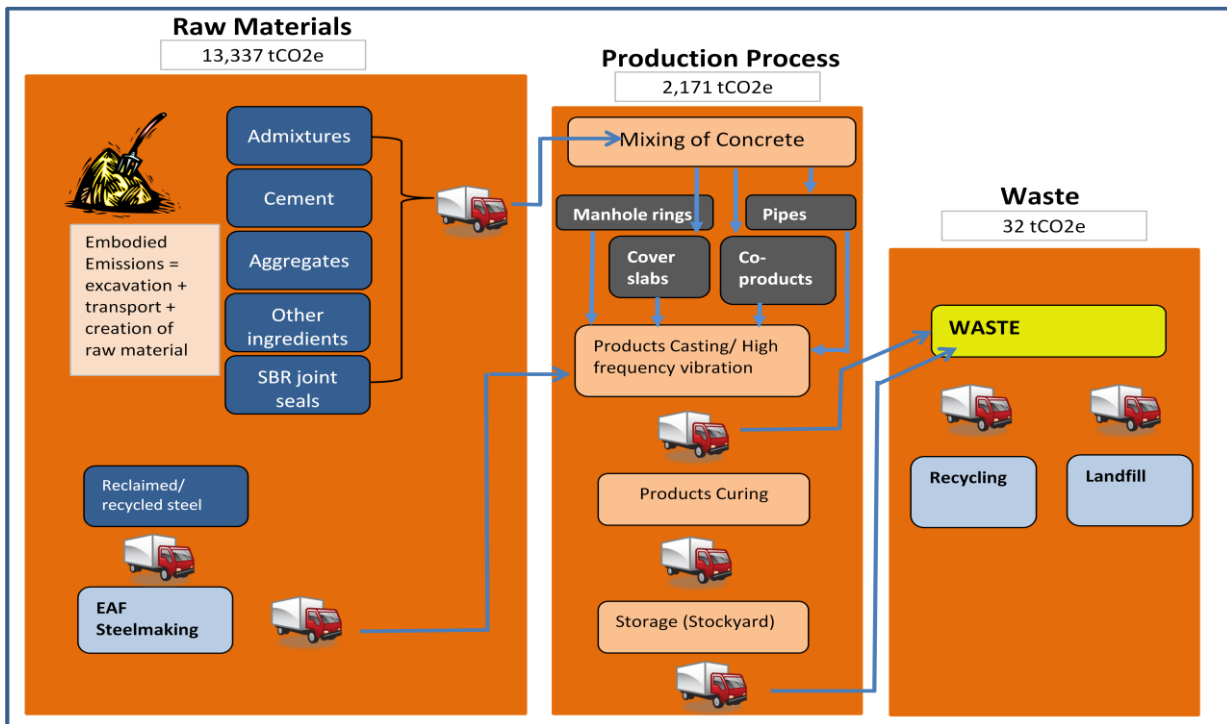 Raw Materials
13,337 tCO2e
Admixtures
Cement
Aggregates
Other
ingredients
SBR joint
seals
Embodied
Emissions =
excavation +
transport +
creation of
raw material
Reclaimed/
recycled steel
EAF
Steelmaking
Production Process
2,171 tCO2e
Mixing of Concrete
Manhole rings
Pipes
Cover
slabs
Co-
products
Products Casting/ High
frequency vibration
Products Curing
Storage (Stockyard)
Waste
32 tCO2e
WASTE
Recycling
Landfill